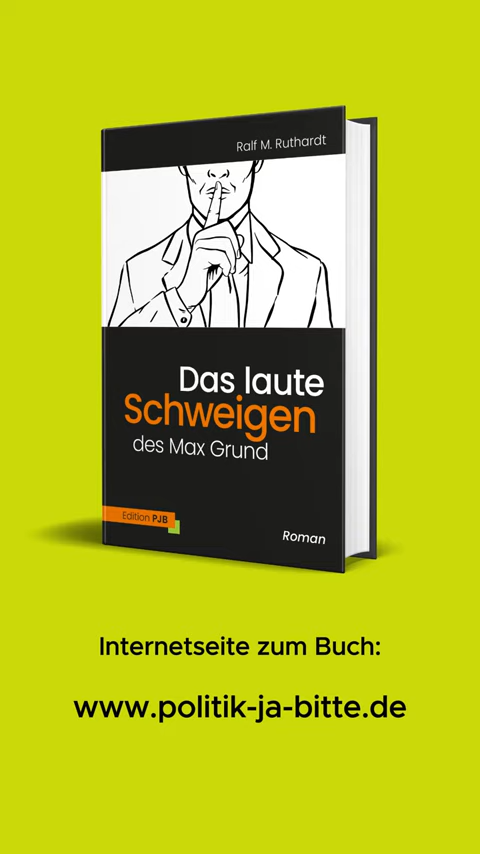 Ralf M. Ruthardt
Das laute
Schweigen
des Max Grund
Edition PJB
Roman
Internetseite zum Buch:
www.politik-ja-bitte.de